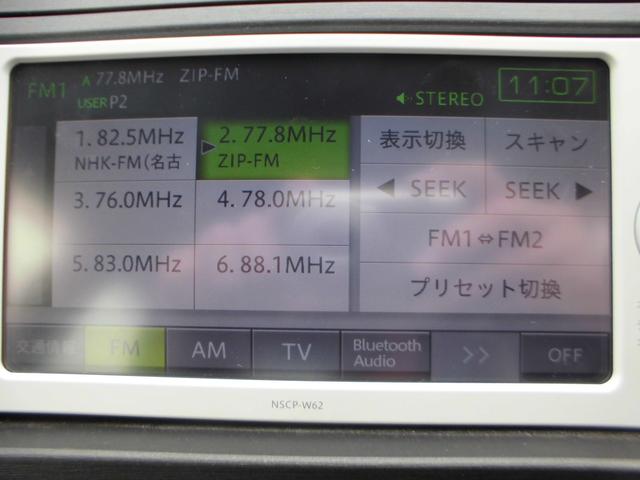 FM1 A 77.8MHz ZIP-FM
USER P2
STEREO
11:07
1. 82.5MHz
NHK-FM(名古
2. 77.8MHz
ZIP-FM
表示切換
スキャン
3. 76.0MHz
4. 78.0MHz
SEEK
SEEK
FM1⇔FM2
5. 83.0MHz
6. 88.1MHz
プリセット切換
交通情報
FM
AM
TV
Bluetooth
Audio
>>
OFF
NSCP-W62